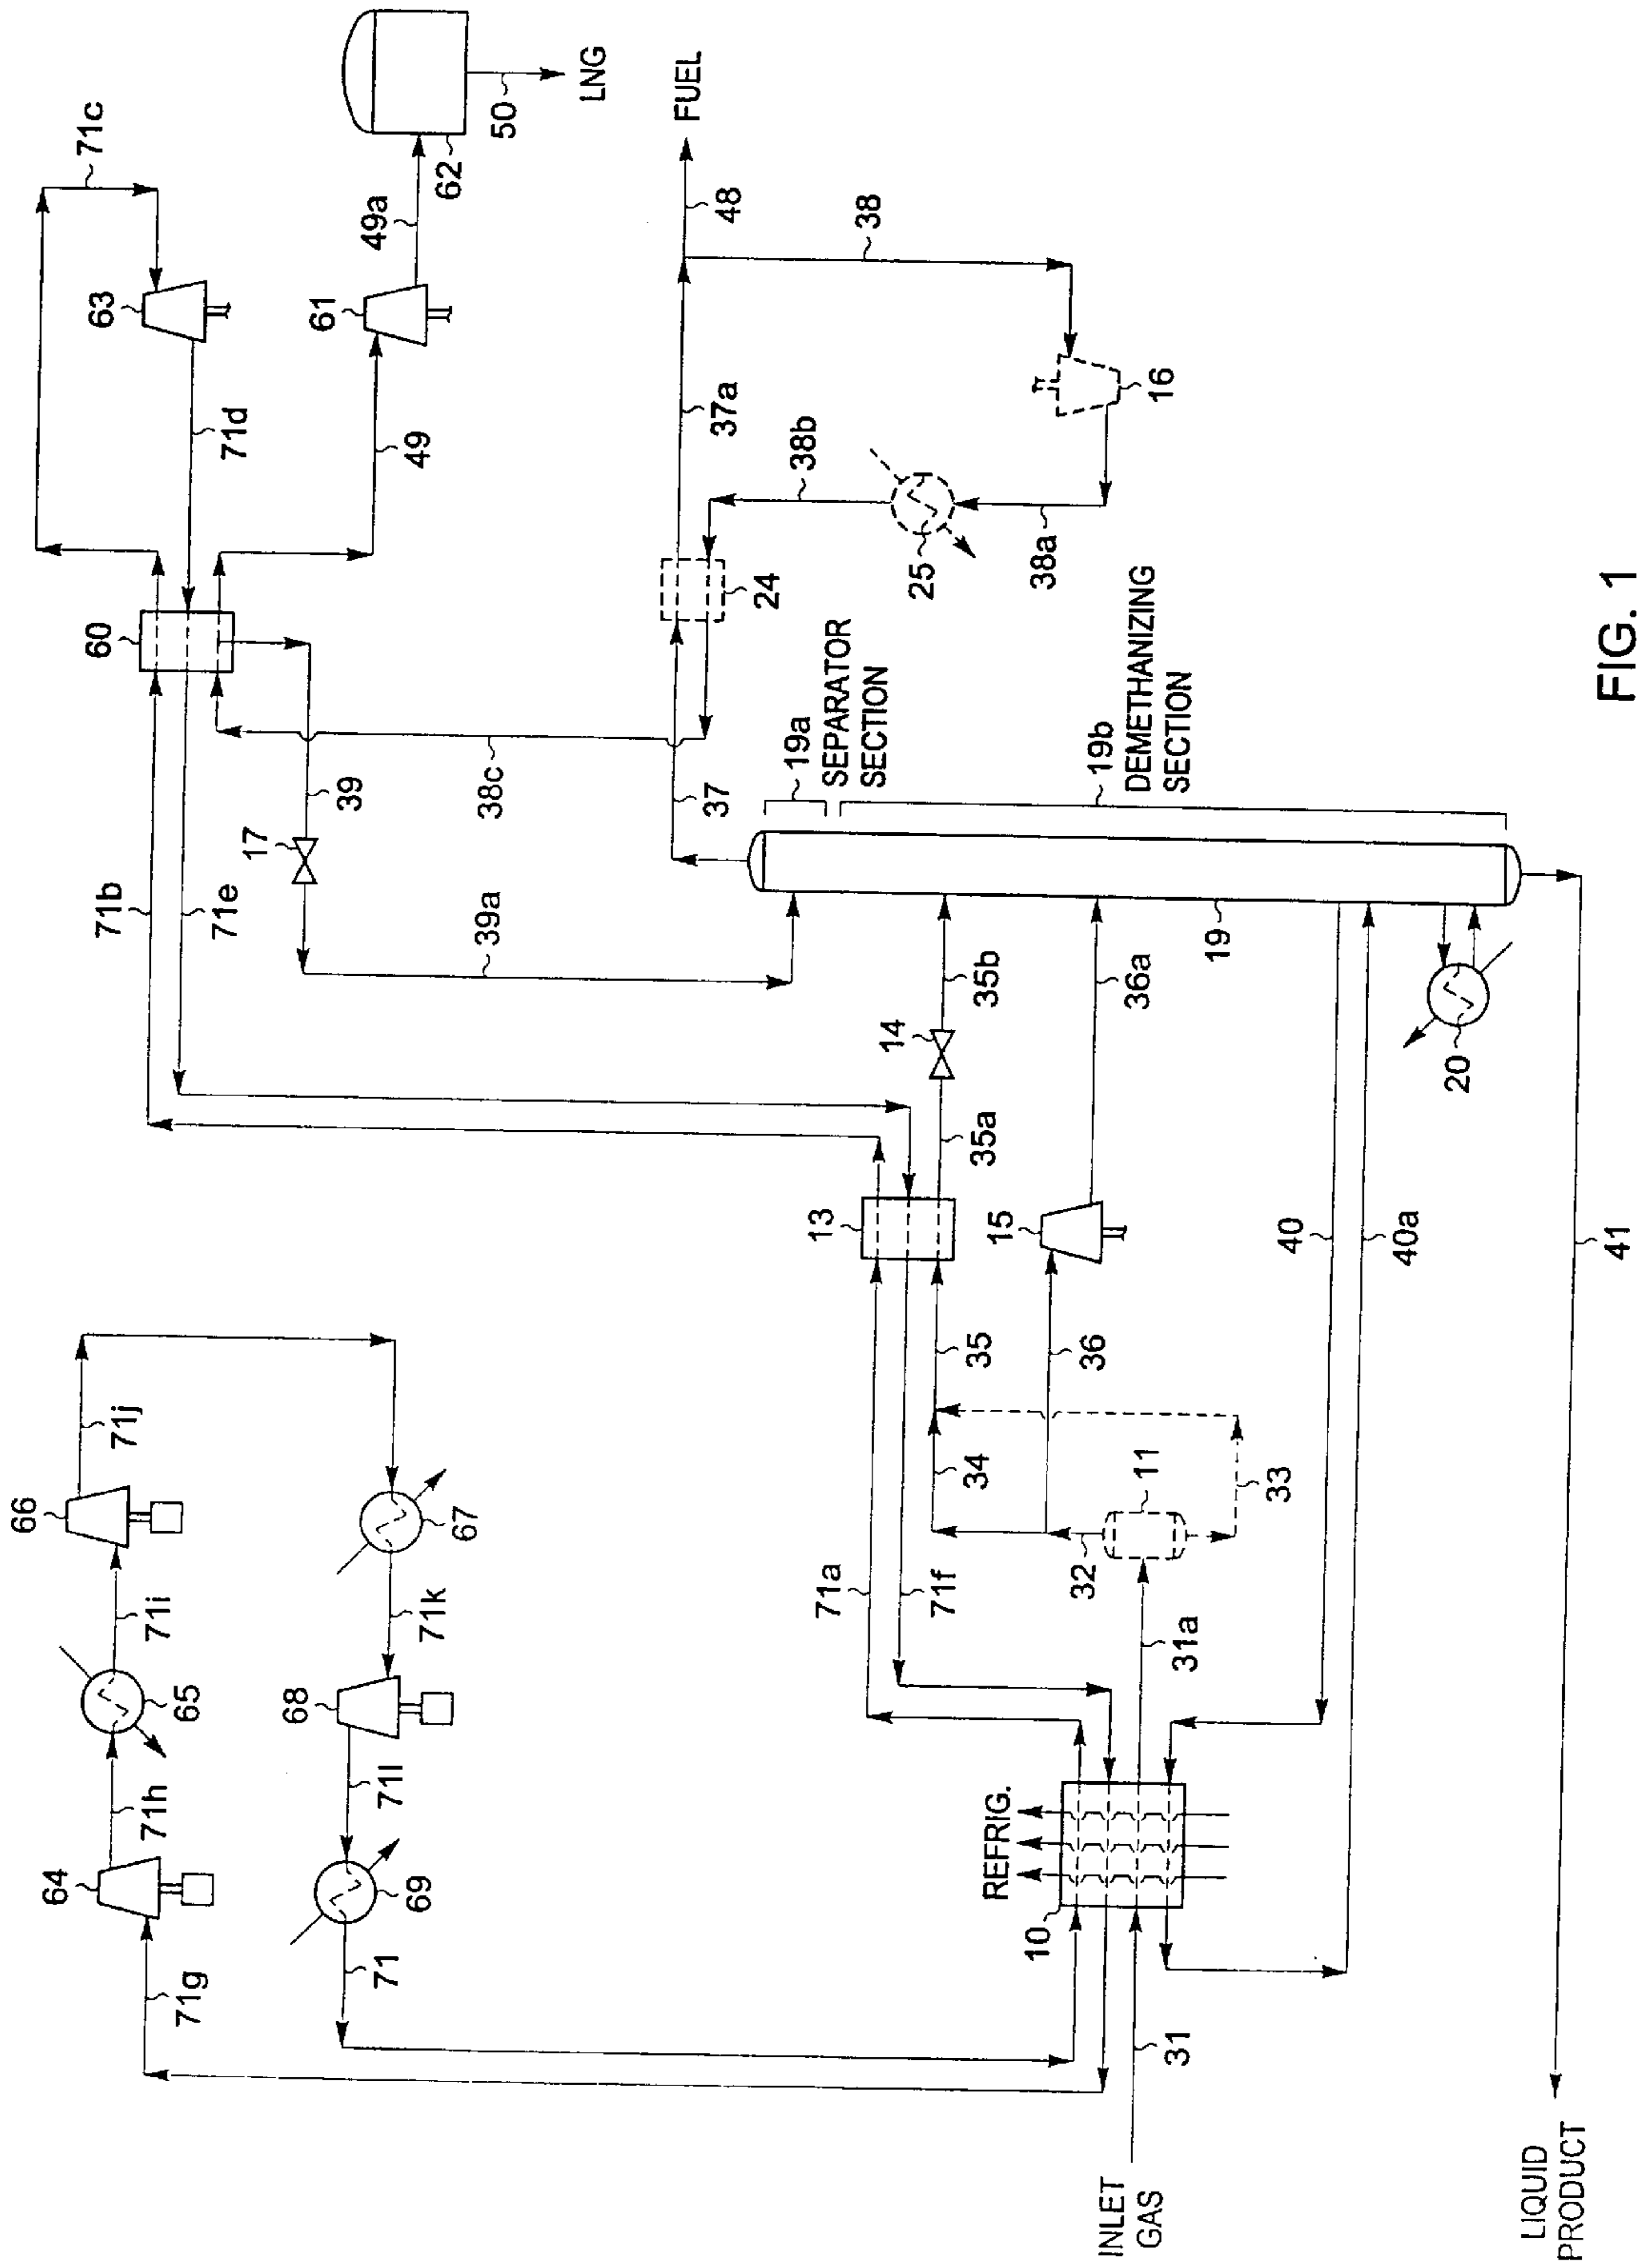 71g
64
71h
65
71i
66
71j
67
71k
68
71l
69
71
REFRIG.
10
INLET
GAS
31
31a
71a
71f
32
11
33
34
35
36
13
15
35a
14
35b
36a
40
40a
41
LIQUID
PRODUCT
71b
71e
17
39
39a
38c
37
19
20
19a
SEPARATOR
SECTION
19b
DEMETHANIZING
SECTION
60
71d
63
71c
49
61
49a
62
50
LNG
24
37a
38b
25
38a
16
38
48
FUEL
FIG. 1